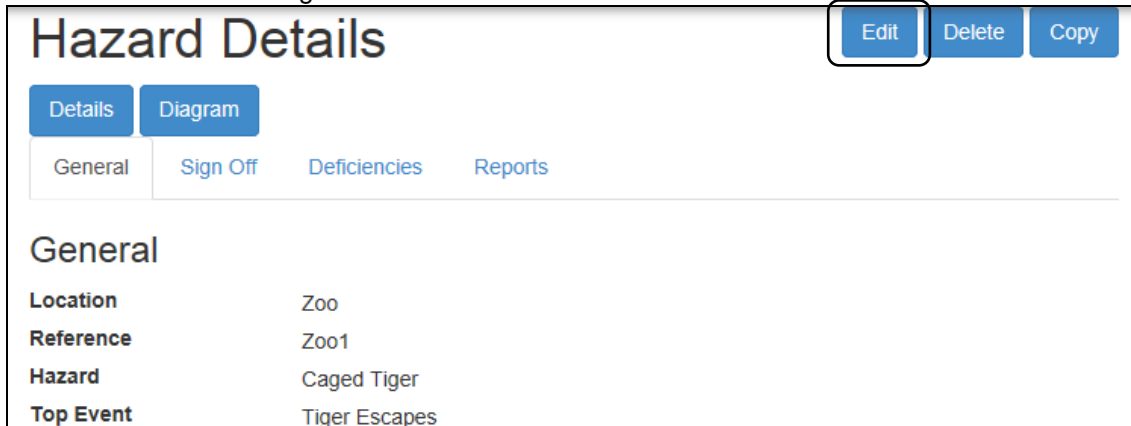 Hazard Details
Edit Delete Copy
Details Diagram
General Sign Off Deficiencies Reports
General
Location Zoo
Reference Zoo1
Hazard Caged Tiger
Top Event Tiger Escapes